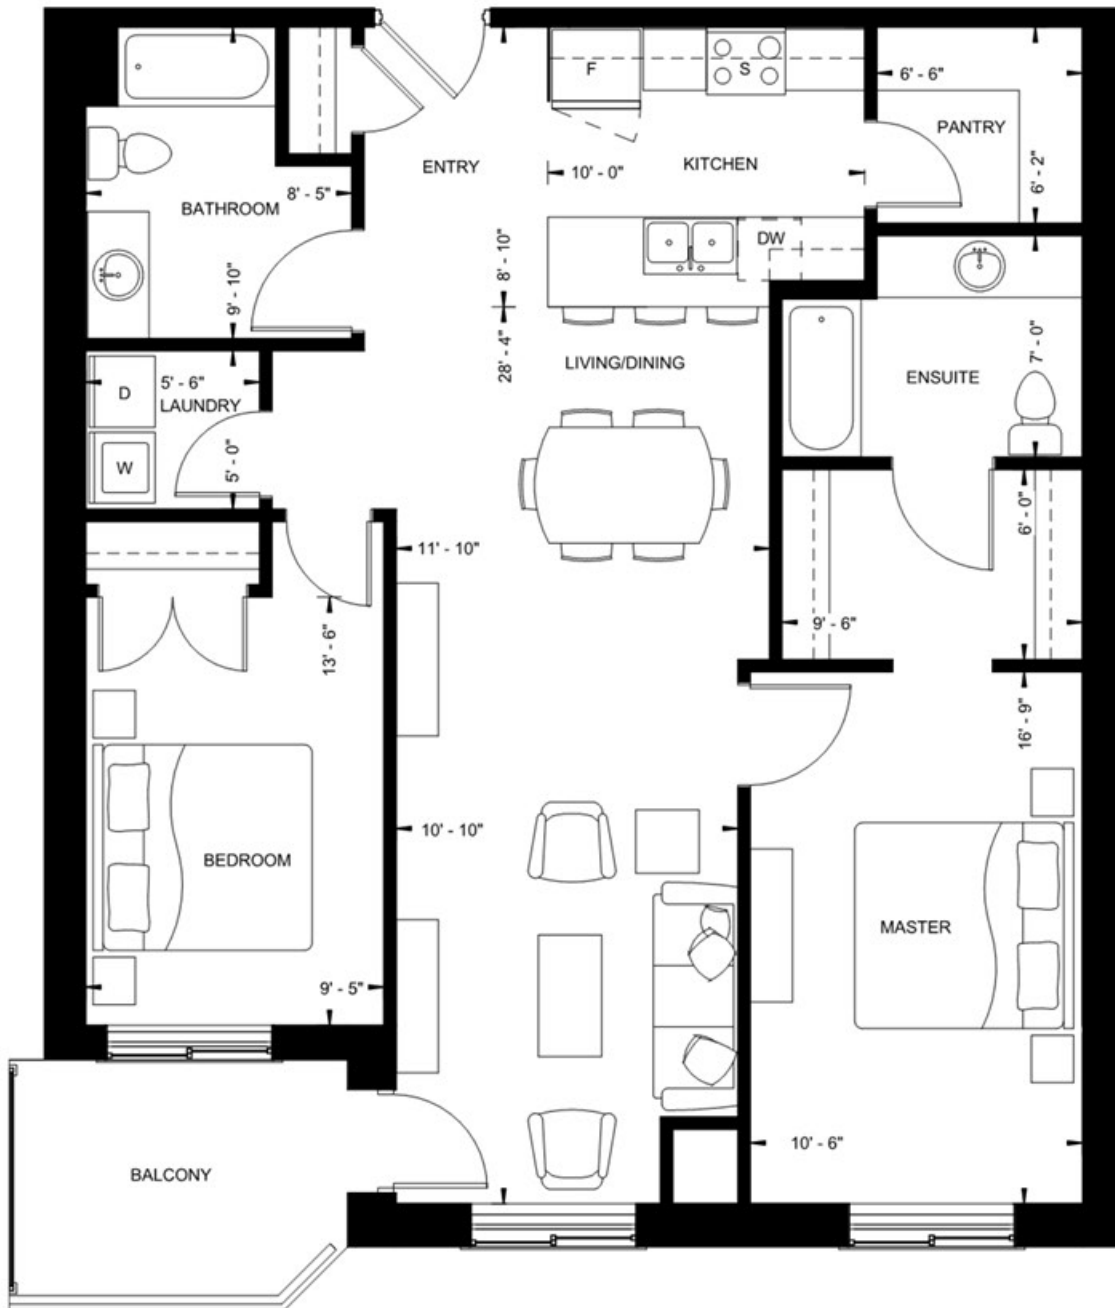 F
S
6' - 6"
PANTRY
ENTRY
KITCHEN
10' - 0"
6' - 2"
8' - 5"
BATHROOM
DW
8' - 10"
9' - 10"
28' - 4"
7' - 0"
LIVING/DINING
ENSUITE
D
5' - 6"
LAUNDRY
W
5' - 0"
6' - 0"
11' - 10"
9' - 6"
13' - 6"
16' - 9"
10' - 10"
BEDROOM
MASTER
9' - 5"
10' - 6"
BALCONY